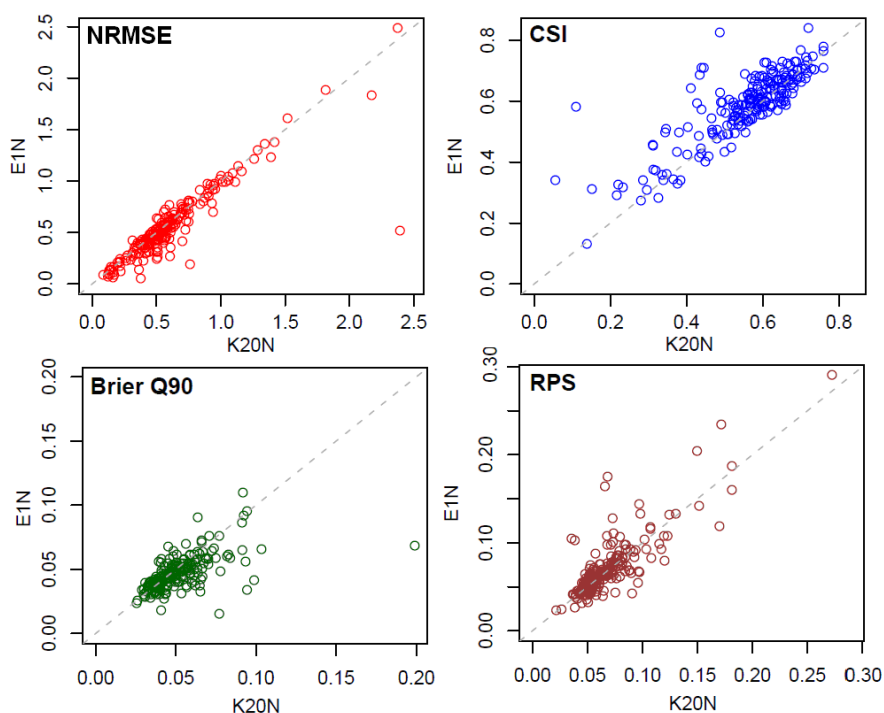 NRMSE
2.5
2.0
1.5
1.0
0.5
0.0
E1N
0.0 0.5 1.0 1.5 2.0 2.5
K20N
CSI
0.8
0.6
0.4
0.2
0.0
E1N
0.0 0.2 0.4 0.6 0.8
K20N
Brier Q90
0.20
0.15
0.10
0.05
0.00
E1N
0.00 0.05 0.10 0.15 0.20
K20N
RPS
0.30
0.20
0.10
0.00
E1N
0.00 0.05 0.10 0.15 0.20 0.25 0.30
K20N